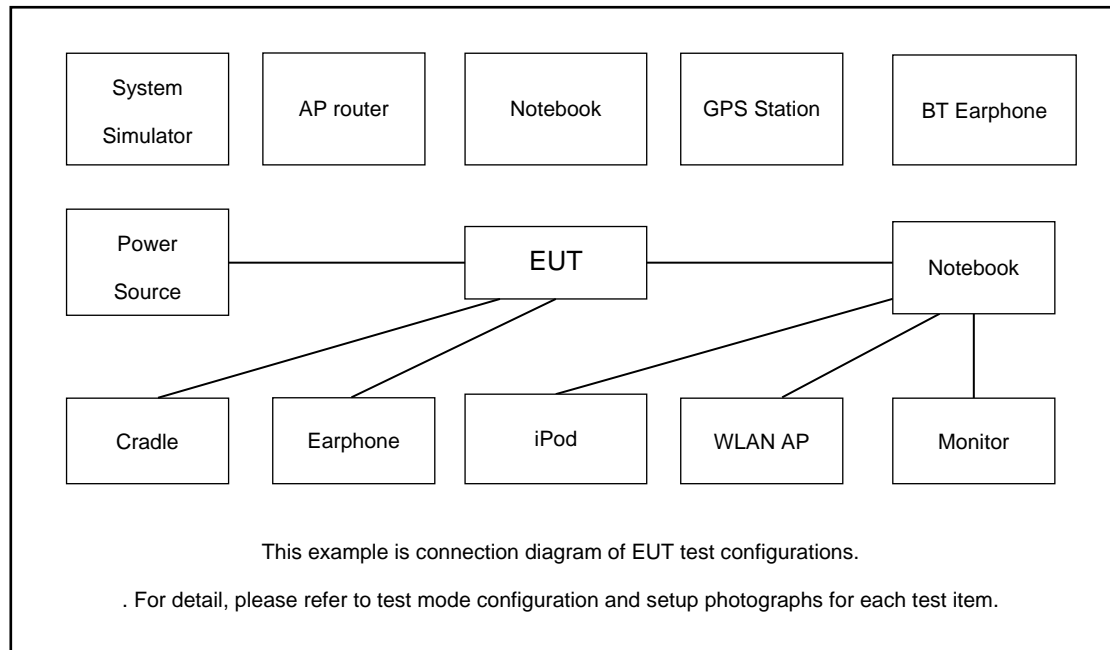 System
Simulator
AP router
Notebook
GPS Station
BT Earphone
Power
Source
EUT
Notebook
Cradle
Earphone
iPod
WLAN AP
Monitor
This example is connection diagram of EUT test configurations.
. For detail, please refer to test mode configuration and setup photographs for each test item.